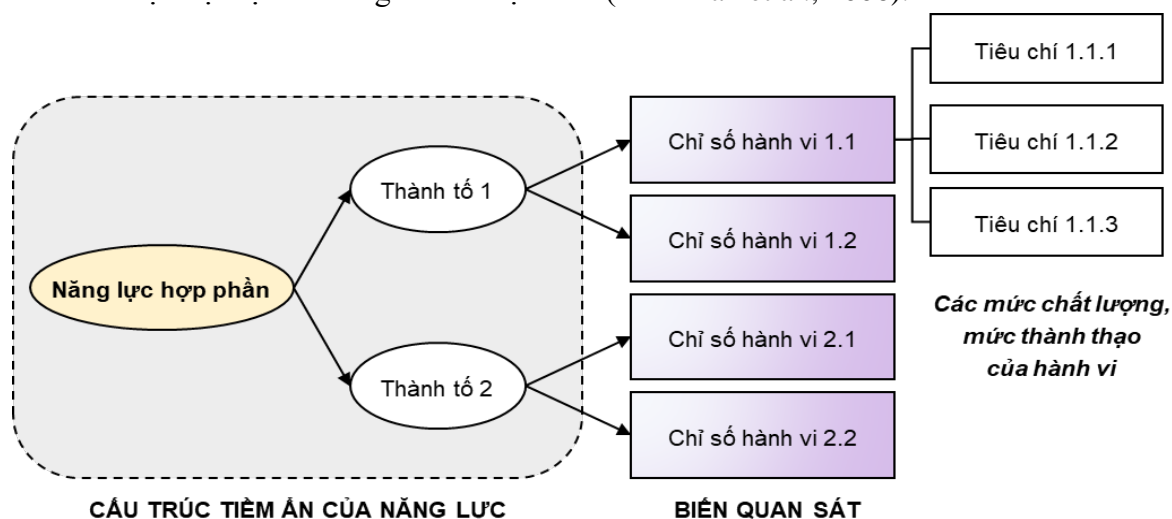 Tiêu chí 1.1.1
Chỉ số hành vi 1.1
Tiêu chí 1.1.2
Thành tố 1
Tiêu chí 1.1.3
Chỉ số hành vi 1.2
Năng lực hợp phần
Các mức chất lượng,
mức thành thạo
của hành vi
Chỉ số hành vi 2.1
Thành tố 2
Chỉ số hành vi 2.2
CẤU TRÚC TIỀM ẨN CỦA NĂNG LỰC
BIẾN QUAN SÁT